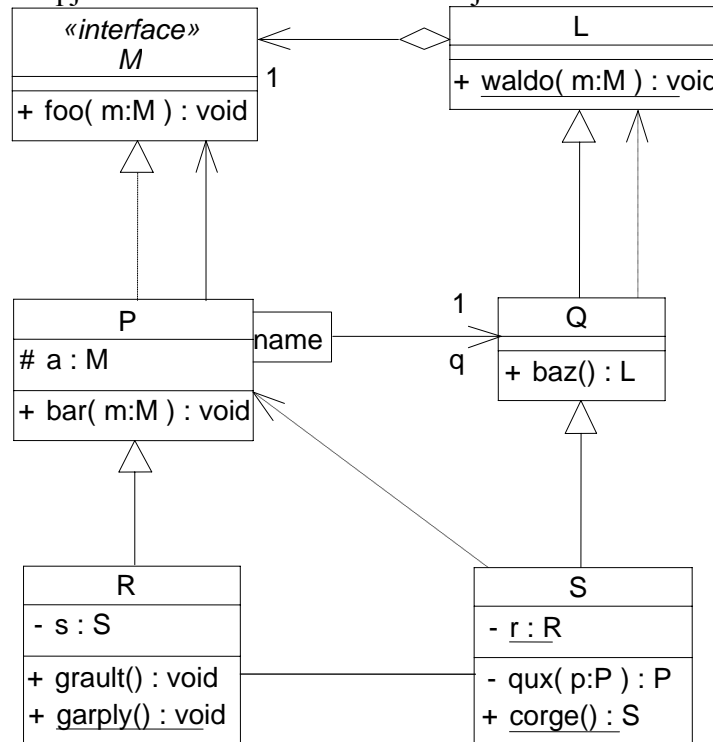 «interface»
M
+ foo( m:M ) : void
1
L
+ waldo( m:M ) : void
P
# a : M
+ bar( m:M ) : void
name
1
q
Q
+ baz() : L
R
- s : S
+ grault() : void
+ garply() : void
S
- r : R
- qux( p:P ) : P
+ corge() : S